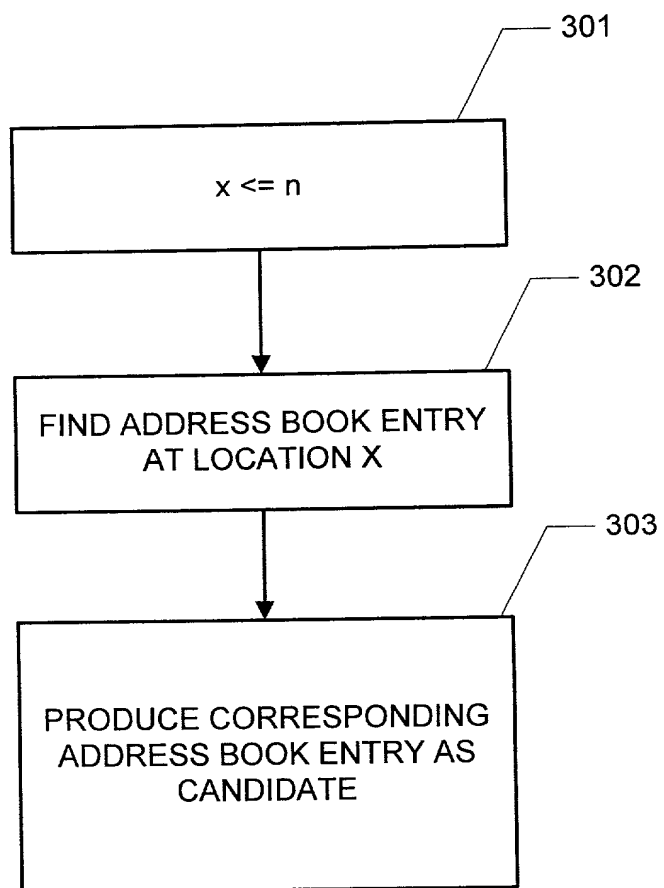 301
x <= n
302
FIND ADDRESS BOOK ENTRY
AT LOCATION X
303
PRODUCE CORRESPONDING
ADDRESS BOOK ENTRY AS
CANDIDATE